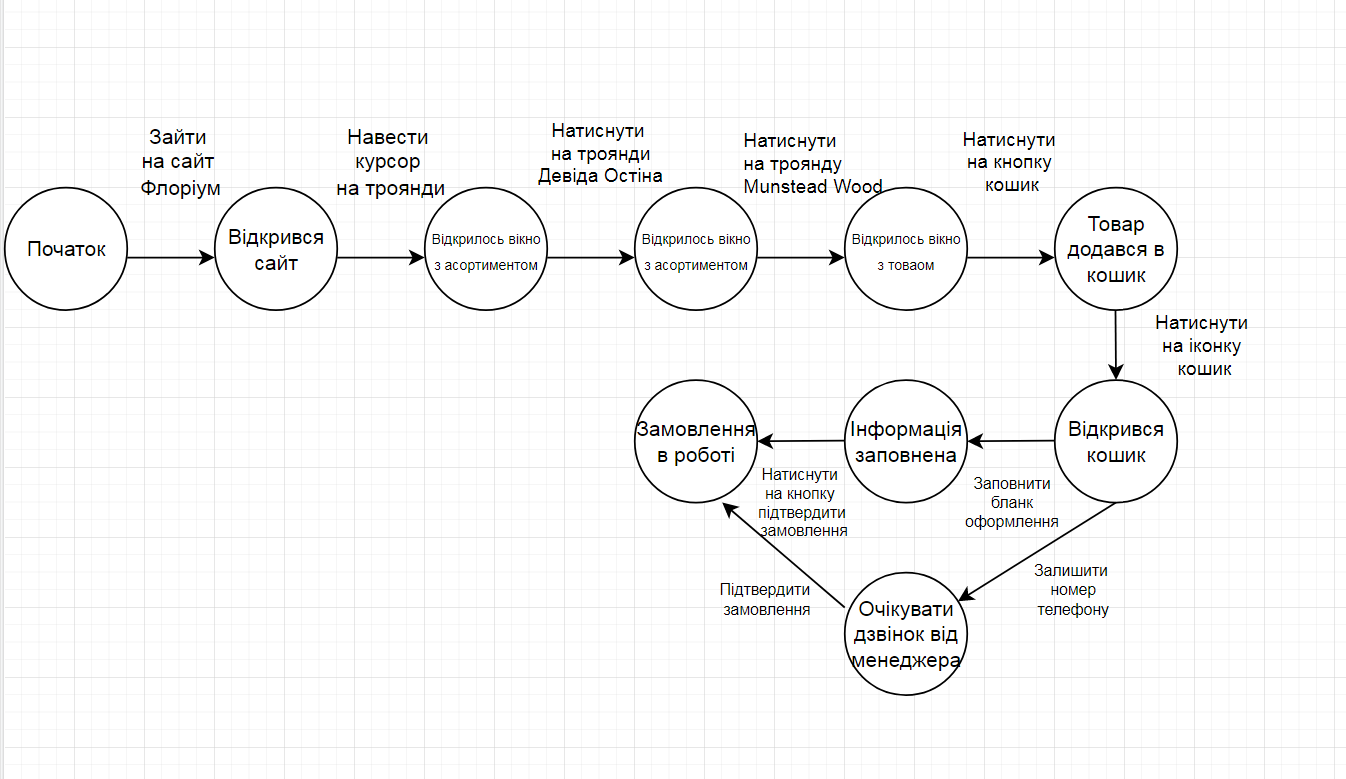 Зайти
на сайт
Флоріум
Навести
курсор
на троянди
Натиснути
на троянди
Девіда Остіна
Натиснути
на троянду
Munstead Wood
Натиснути
на кнопку
кошик
Початок
Відкрився
сайт
Відкрилось вікно
з асортиментом
Відкрилось вікно
з асортиментом
Відкрилось вікно
з товаом
Товар
додався в
кошик
Натиснути
на іконку
кошик
Замовлення
в роботі
Інформація
заповнена
Відкрився
кошик
Натиснути
на кнопку
підтвердити
замовлення
Заповнити
бланк
оформлення
Залишити
номер
телефону
Підтвердити
замовлення
Очікувати
дзвінок від
менеджера